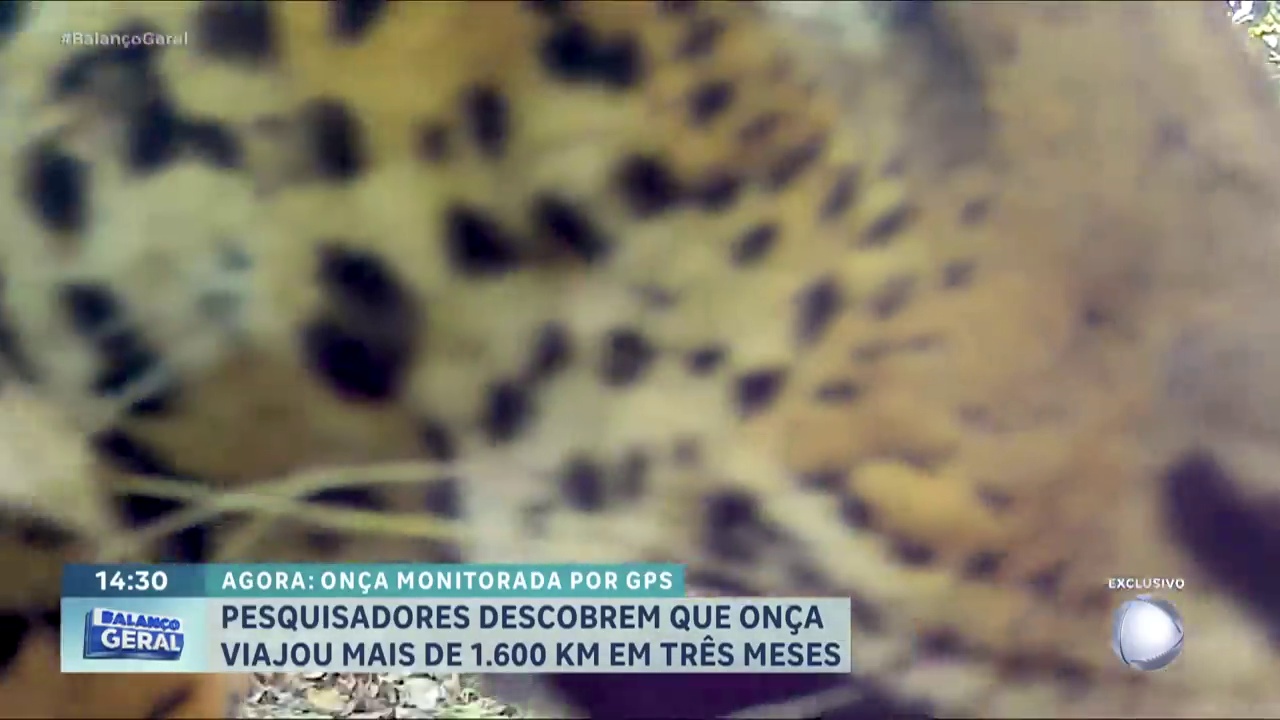 #BalançoGeral
14:30
AGORA: ONÇA MONITORADA POR GPS
BALANÇO
GERAL
PESQUISADORES DESCOBREM QUE ONÇA
VIAJOU MAIS DE 1.600 KM EM TRÊS MESES
EXCLUSIVO